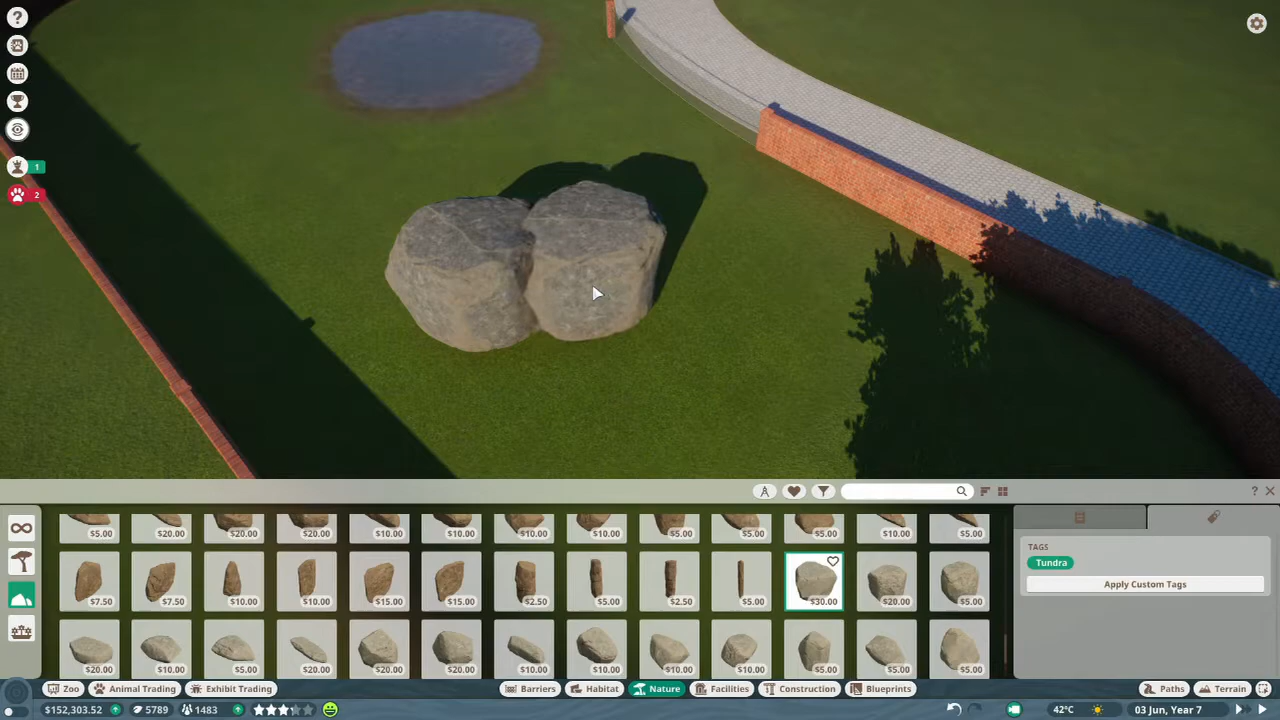 ?
1
2
? ×
$5.00 $20.00 $20.00 $20.00 $10.00 $10.00 $10.00 $10.00 $5.00 $5.00 $5.00 $10.00 $5.00
TAGS
Tundra
Apply Custom Tags
$7.50 $7.50 $10.00 $10.00 $15.00 $15.00 $2.50 $5.00 $2.50 $5.00 $30.00 $20.00 $5.00
$20.00 $10.00 $5.00 $20.00 $20.00 $20.00 $10.00 $10.00 $10.00 $10.00 $5.00 $5.00 $5.00
Zoo Animal Trading Exhibit Trading Barriers Habitat Nature Facilities Construction Blueprints Paths Terrain
$152,303.52 5789 1483 42°C 03 Jun, Year 7